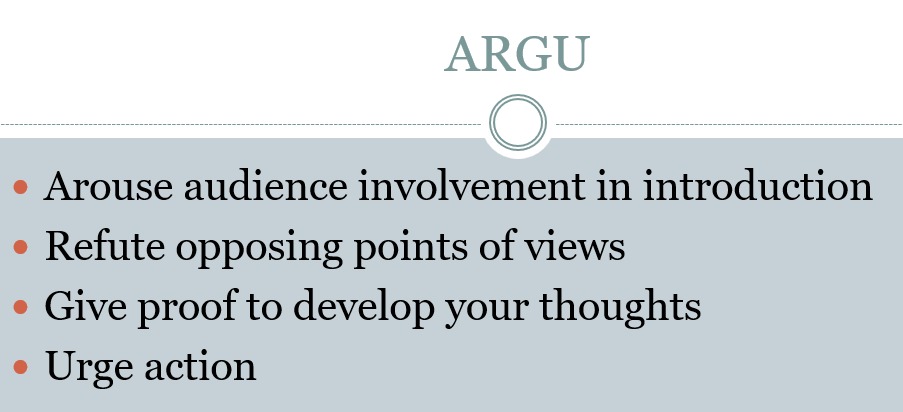 ARGU
• Arouse audience involvement in introduction
• Refute opposing points of views
• Give proof to develop your thoughts
• Urge action